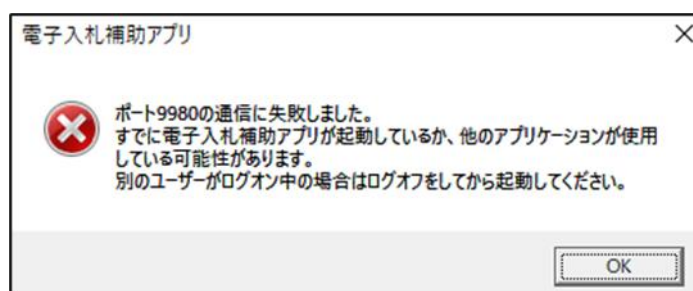 電子入札補助アプリ
ポート9980の通信に失敗しました。
すでに電子入札補助アプリが起動しているか、他のアプリケーションが使用
している可能性があります。
別のユーザーがログオン中の場合はログオフをしてから起動してください。
OK